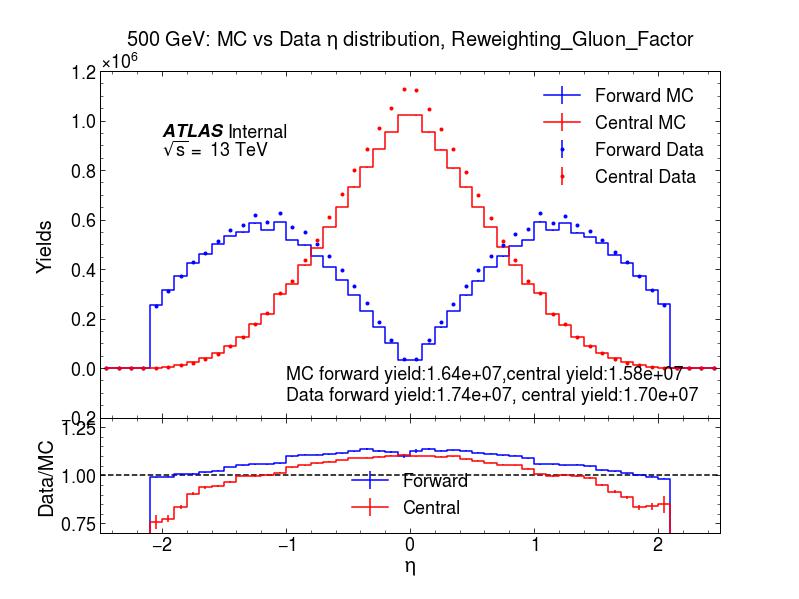 500 GeV: MC vs Data η distribution, Reweighting_Gluon_Factor
×10⁶
1.2
1.0
0.8
0.6
0.4
0.2
0.0
0.2
Yields
ATLAS Internal
√s = 13 TeV
Forward MC
Central MC
Forward Data
Central Data
MC forward yield:1.64e+07,central yield:1.58e+07
Data forward yield:1.74e+07, central yield:1.70e+07
1.25
1.00
0.75
Data/MC
Forward
Central
−2 −1 0 1 2
η